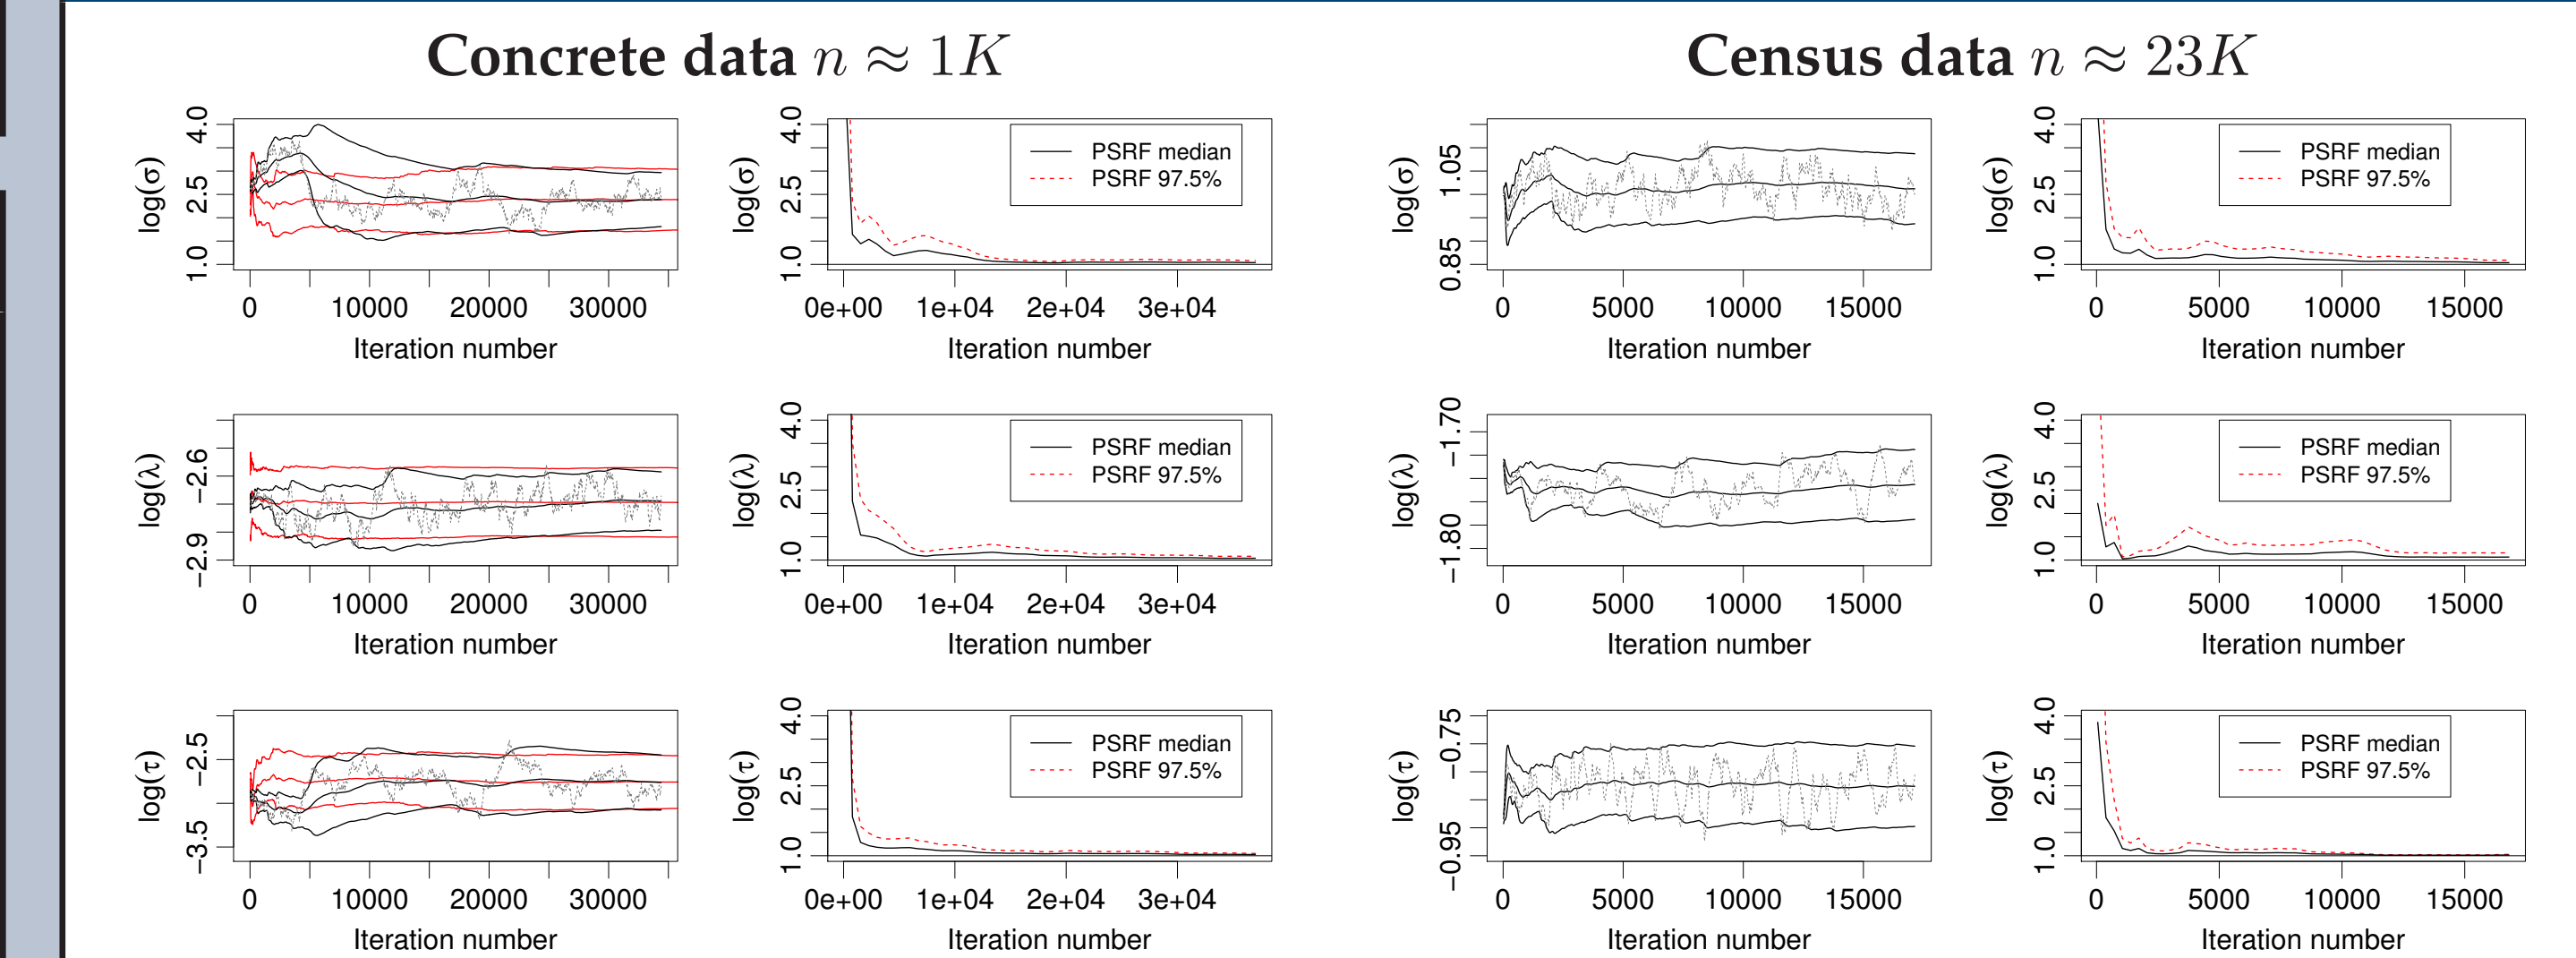 Concrete data n ≈ 1K
Census data n ≈ 23K
log(σ)
1.0 2.5 4.0
0 10000 20000 30000
Iteration number
log(σ)
1.0 2.5 4.0
PSRF median
PSRF 97.5%
0e+00 1e+04 2e+04 3e+04
Iteration number
log(σ)
0.85 1.05
0 5000 10000 15000
Iteration number
log(σ)
1.0 2.5 4.0
PSRF median
PSRF 97.5%
0 5000 10000 15000
Iteration number
log(λ)
−2.9 −2.6
0 10000 20000 30000
Iteration number
log(λ)
1.0 2.5 4.0
PSRF median
PSRF 97.5%
0e+00 1e+04 2e+04 3e+04
Iteration number
log(λ)
−1.80 −1.70
0 5000 10000 15000
Iteration number
log(λ)
1.0 2.5 4.0
PSRF median
PSRF 97.5%
0 5000 10000 15000
Iteration number
log(τ)
−3.5 −2.5
0 10000 20000 30000
Iteration number
log(τ)
1.0 2.5 4.0
PSRF median
PSRF 97.5%
0e+00 1e+04 2e+04 3e+04
Iteration number
log(τ)
−0.95 −0.75
0 5000 10000 15000
Iteration number
log(τ)
1.0 2.5 4.0
PSRF median
PSRF 97.5%
0 5000 10000 15000
Iteration number